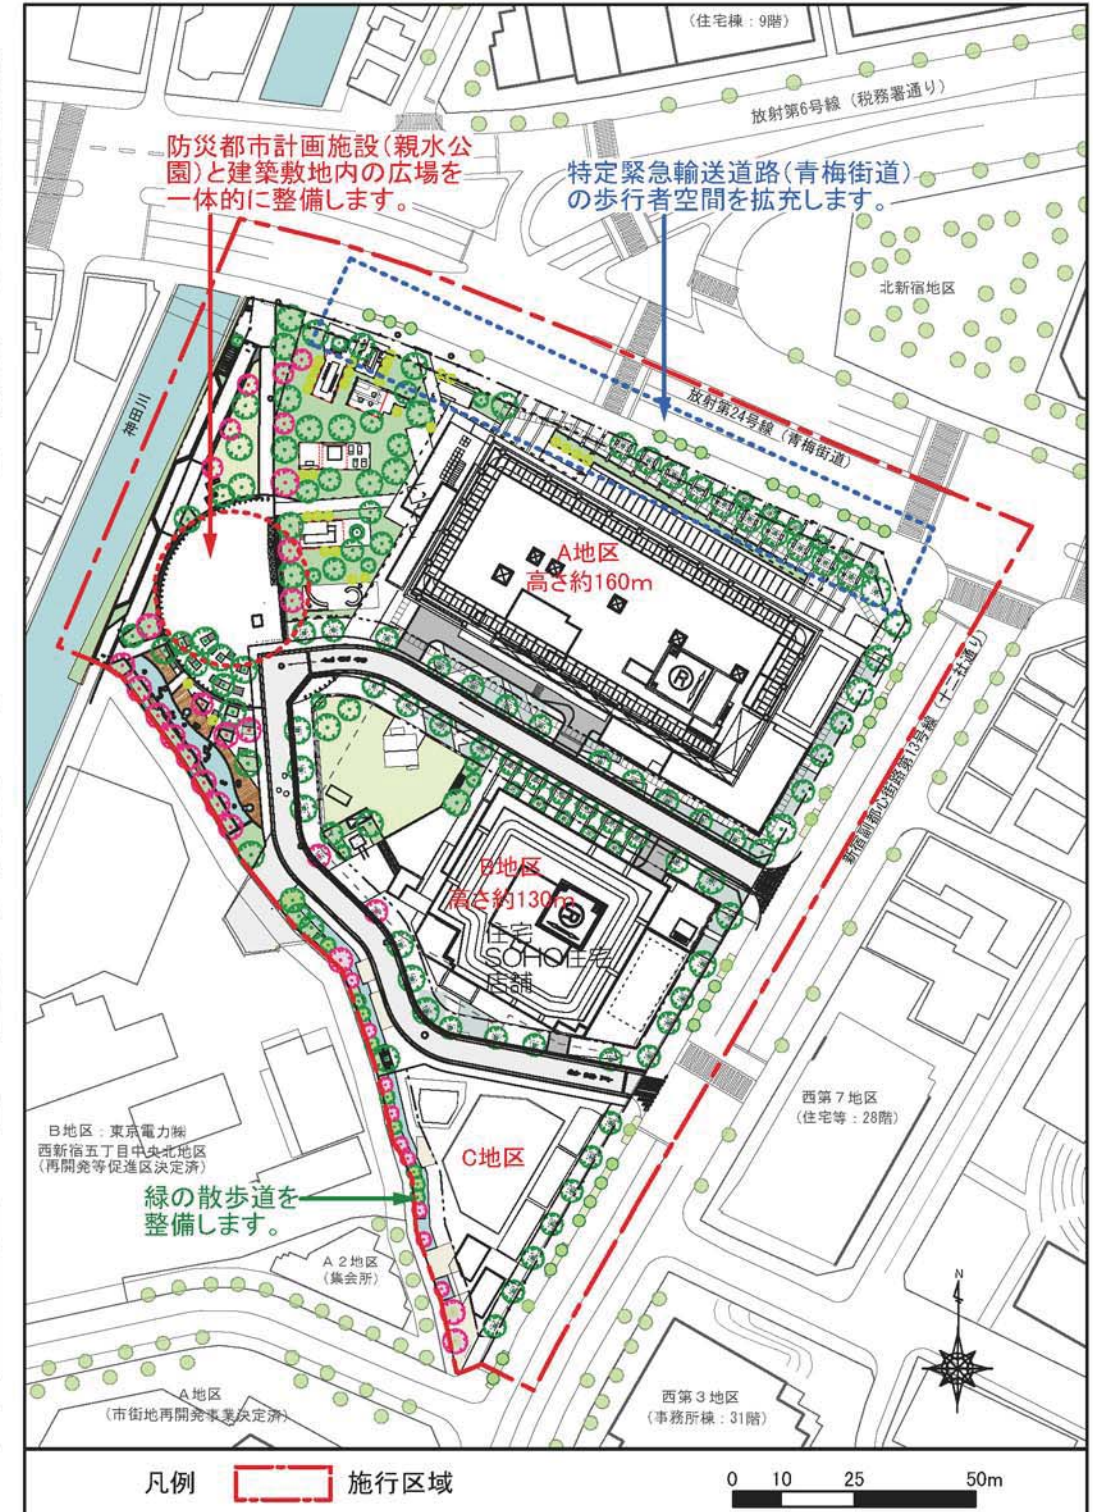 (住宅棟：9階)
放射第6号線(税務署通り)
防災都市計画施設(親水公
園)と建築敷地内の広場を
一体的に整備します。
特定緊急輸送道路(青梅街道)
の歩行者空間を拡充します。
北新宿地区
神田川
放射第24号線(青梅街道)
A地区
高さ約160m
R
新宿副都心街路第13号線(十二社通り)
B地区
高さ約130m
R
住宅
SOHO住宅
店舗
西第7地区
(住宅等：28階)
B地区：東京電力㈱
西新宿五丁目中央北地区
(再開発等促進区決定済)
C地区
緑の散歩道を
整備します。
A2地区
(集会所)
N
A地区
(市街地再開発事業決定済)
西第3地区
(事務所棟：31階)
凡例 施行区域
0 10 25 50m